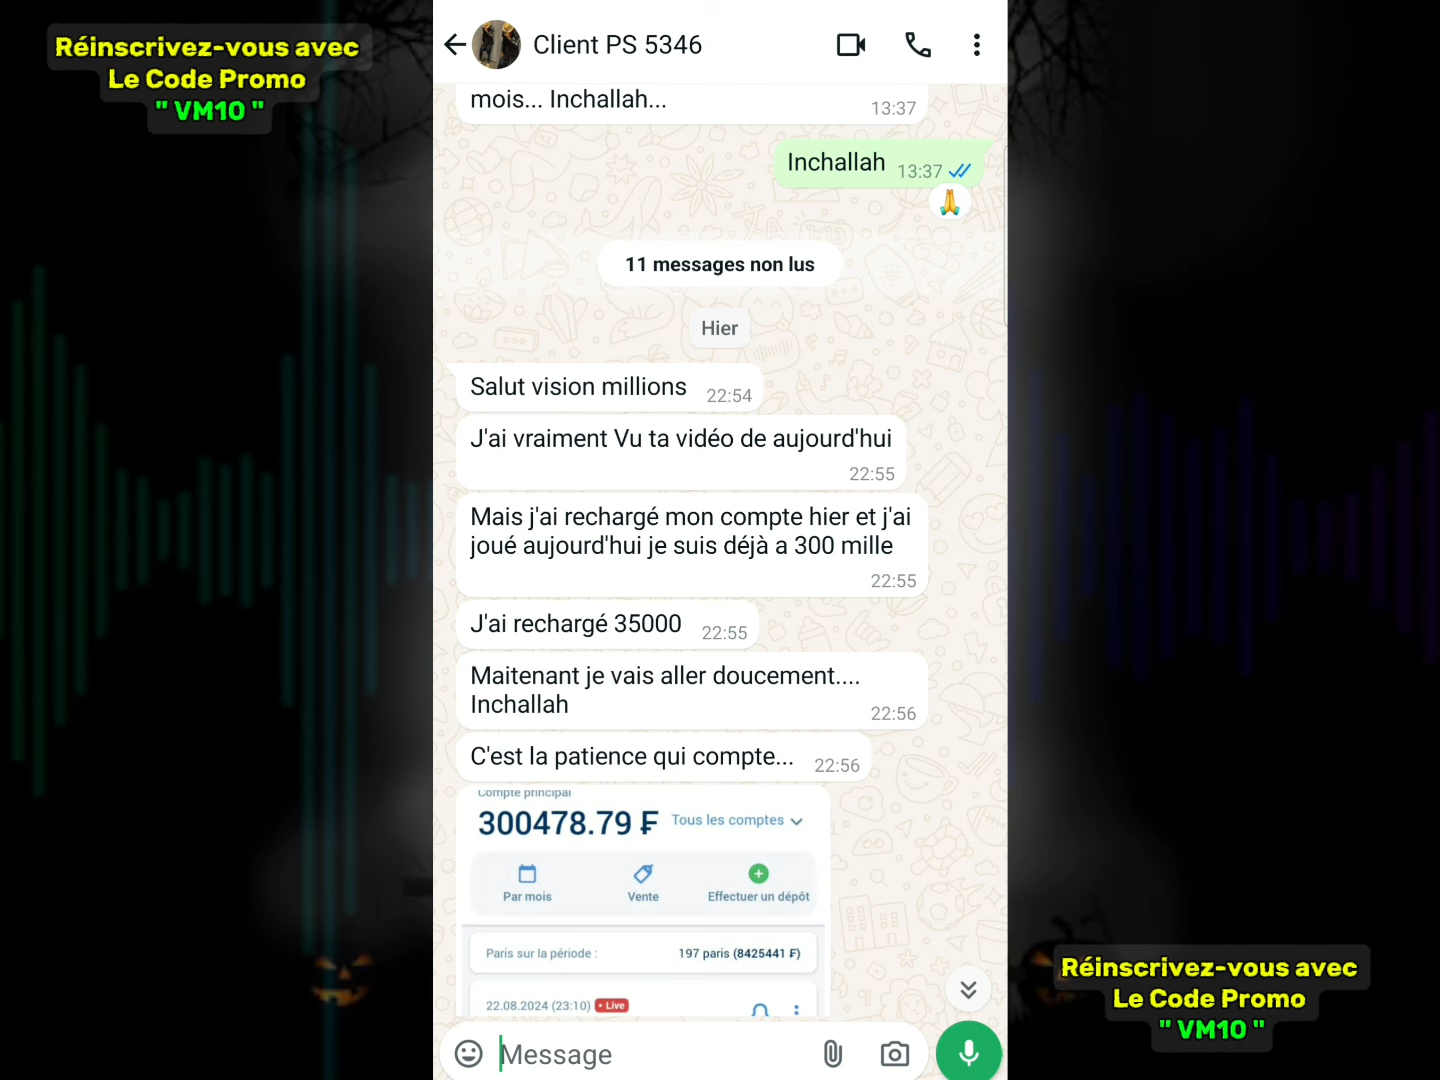 Réinscrivez-vous avec
Le Code Promo
" VM10 "
Client PS 5346
mois... Inchallah...
13:37
Inchallah 13:37
11 messages non lus
Hier
Salut vision millions 22:54
J'ai vraiment Vu ta vidéo de aujourd'hui
22:55
Mais j'ai rechargé mon compte hier et j'ai
joué aujourd'hui je suis déjà a 300 mille
22:55
J'ai rechargé 35000 22:55
Maitenant je vais aller doucement....
Inchallah
22:56
C'est la patience qui compte... 22:56
Compte principal
300478.79 ₣ Tous les comptes
Par mois Vente Effectuer un dépôt
Paris sur la période : 197 paris (8425441 ₣)
22.08.2024 (23:10) • Live
Message
Réinscrivez-vous avec
Le Code Promo
" VM10 "